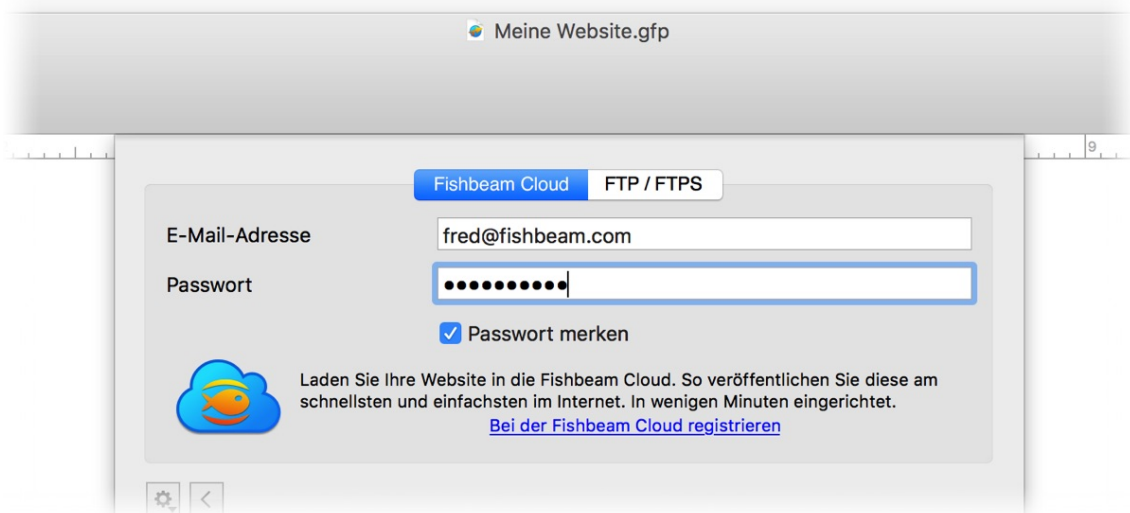 Meine Website.gfp
9
Fishbeam Cloud FTP / FTPS
E-Mail-Adresse fred@fishbeam.com
Passwort ••••••••••
Passwort merken
Laden Sie Ihre Website in die Fishbeam Cloud. So veröffentlichen Sie diese am
schnellsten und einfachsten im Internet. In wenigen Minuten eingerichtet.
Bei der Fishbeam Cloud registrieren